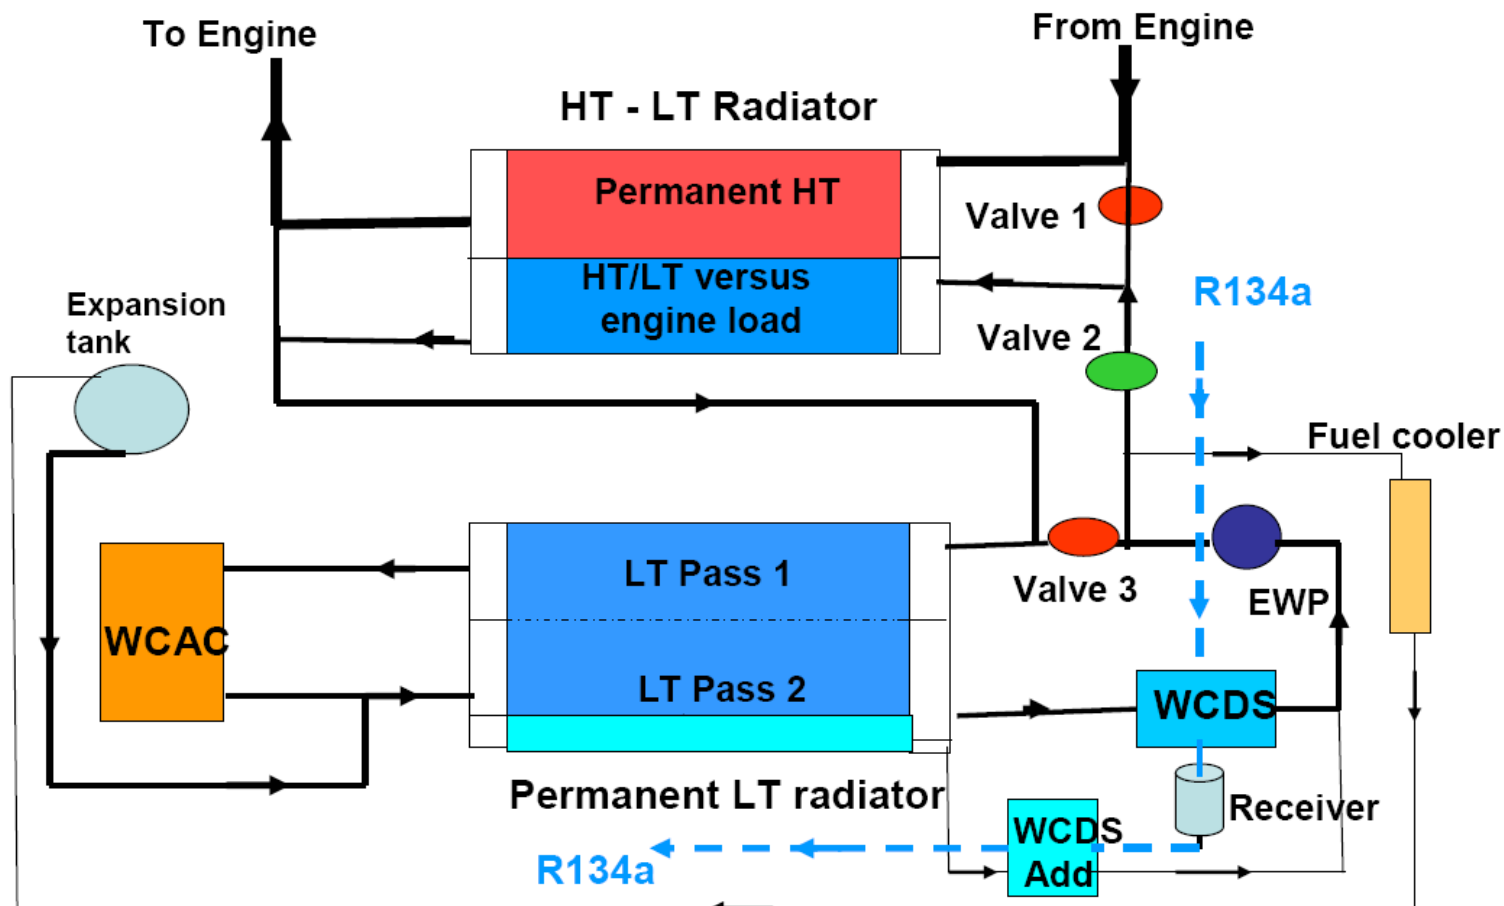 To Engine
From Engine
HT - LT Radiator
Permanent HT
Valve 1
HT/LT versus
engine load
R134a
Expansion
tank
Valve 2
Fuel cooler
LT Pass 1
Valve 3
EWP
WCAC
LT Pass 2
WCDS
Permanent LT radiator
Receiver
WCDS
Add
R134a